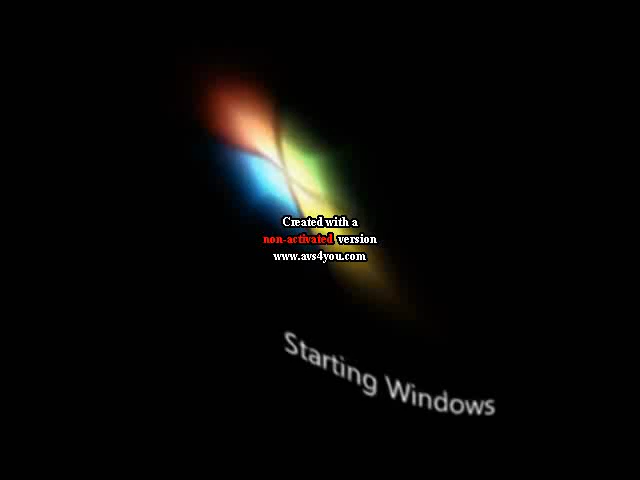 Created with a
non-activated version
www.avs4you.com
Starting Windows